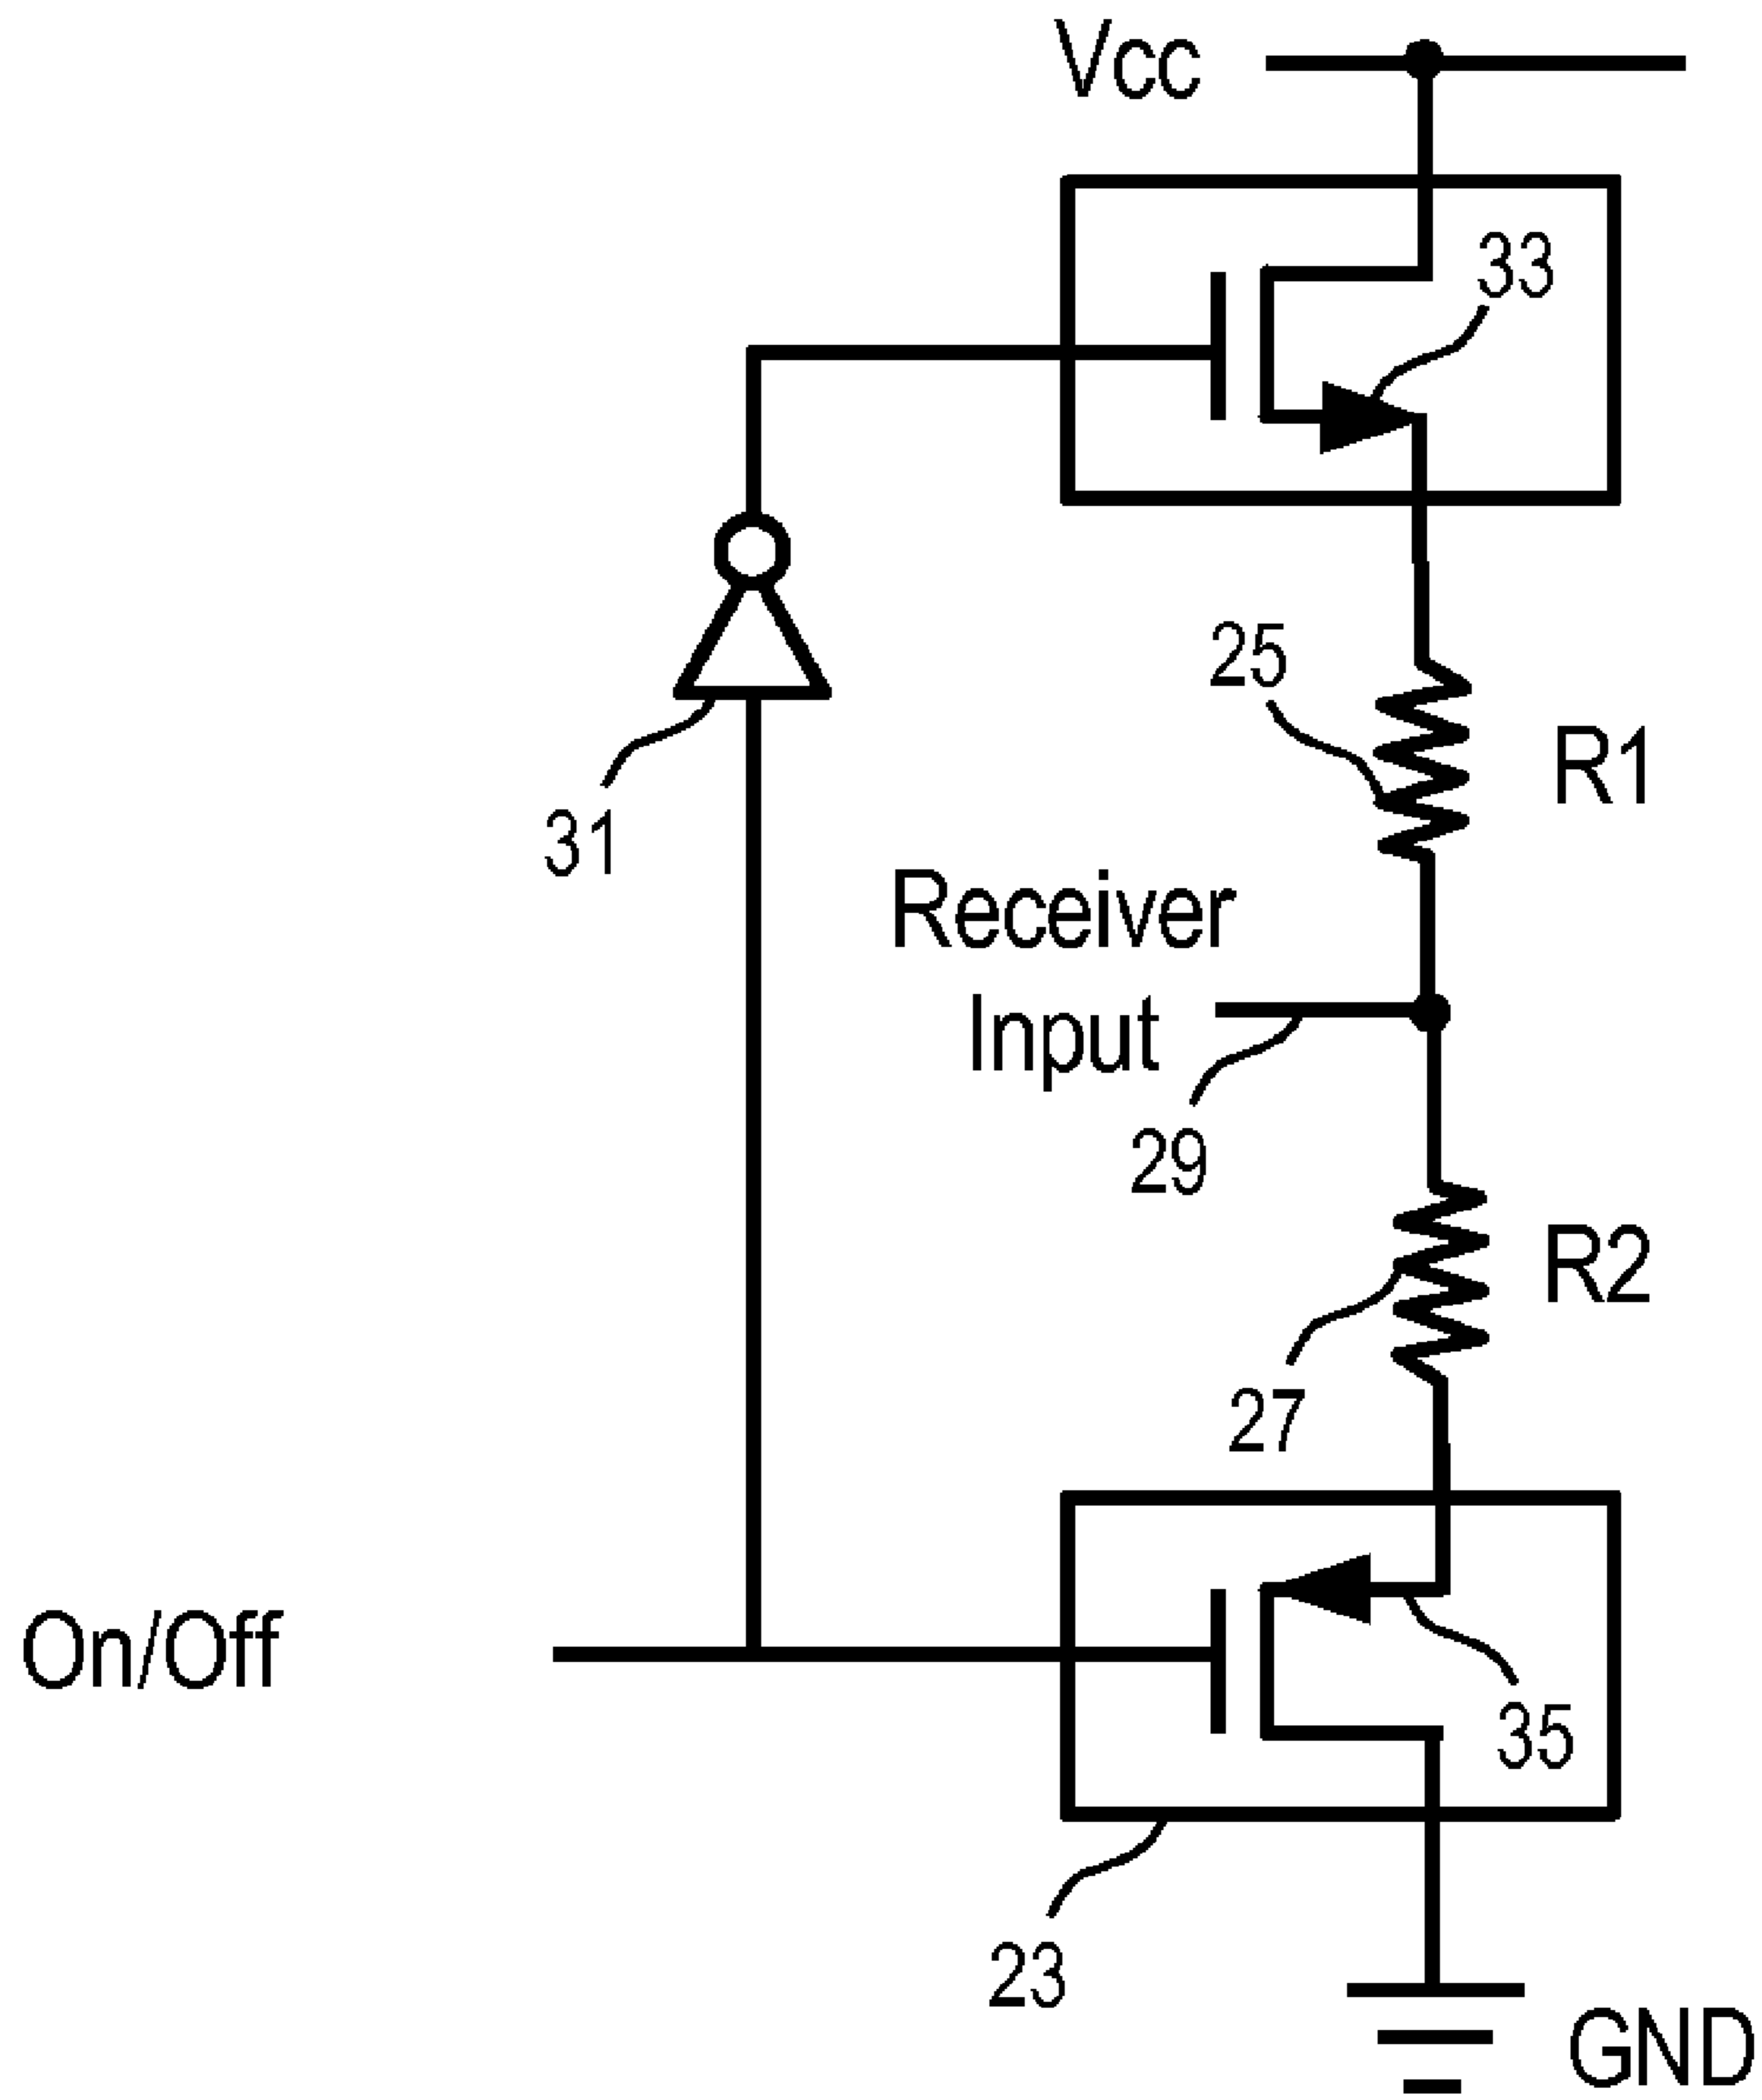 Vcc
33
25
R1
31
Receiver
Input
29
R2
27
On/Off
35
23
GND